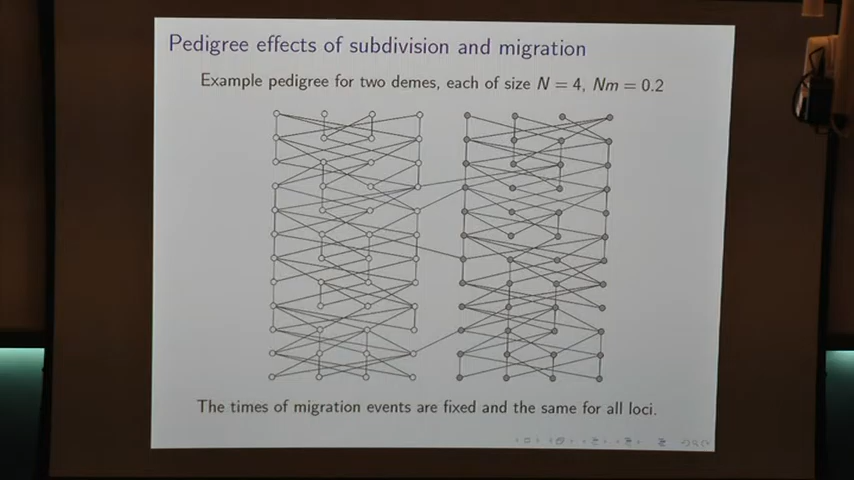 Pedigree effects of subdivision and migration
Example pedigree for two demes, each of size N = 4, Nm = 0.2
The times of migration events are fixed and the same for all loci.